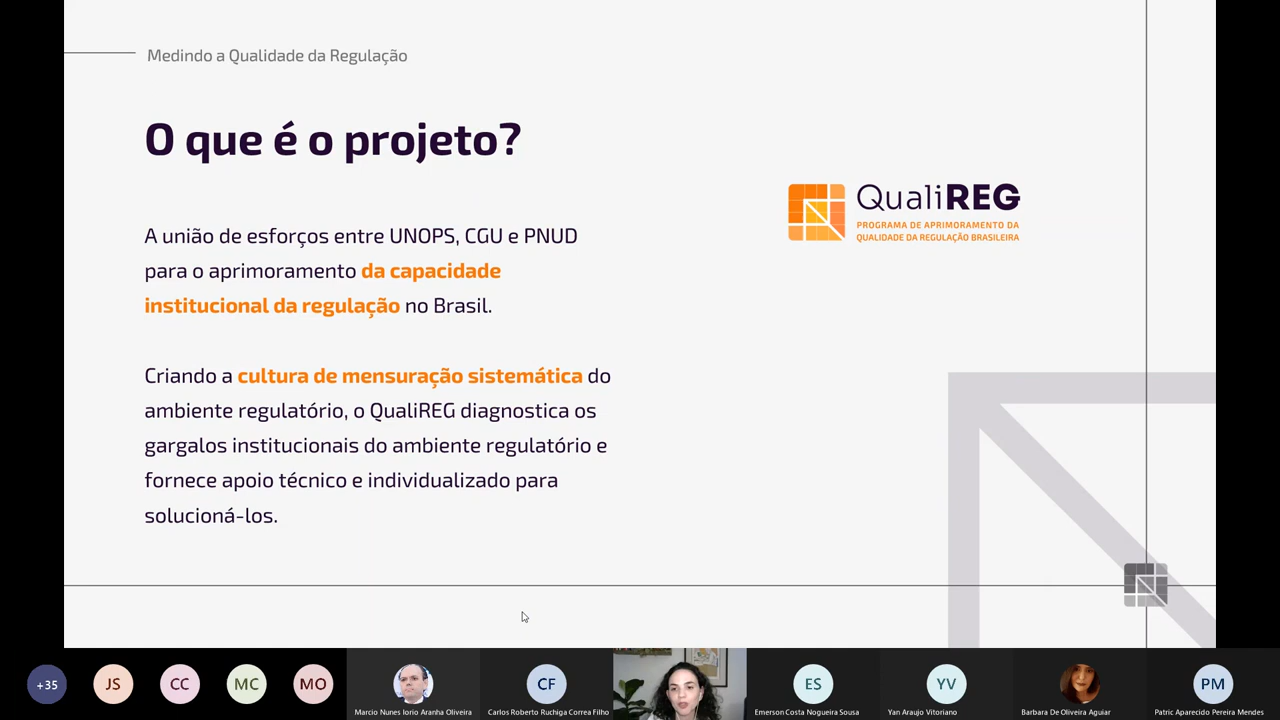 Medindo a Qualidade da Regulação
O que é o projeto?
QualiREG
PROGRAMA DE APRIMORAMENTO DA
QUALIDADE DA REGULAÇÃO BRASILEIRA
A união de esforços entre UNOPS, CGU e PNUD
para o aprimoramento da capacidade
institucional da regulação no Brasil.
Criando a cultura de mensuração sistemática do
ambiente regulatório, o QualiREG diagnostica os
gargalos institucionais do ambiente regulatório e
fornece apoio técnico e individualizado para
solucioná-los.
+35
JS
CC
MC
MO
CF
ES
YV
PM
Marcio Nunes Iorio Aranha Oliveira
Carlos Roberto Ruchiga Correa Filho
Emerson Costa Nogueira Sousa
Yan Araujo Vitoriano
Barbara De Oliveira Aguiar
Patric Aparecido Pereira Mendes